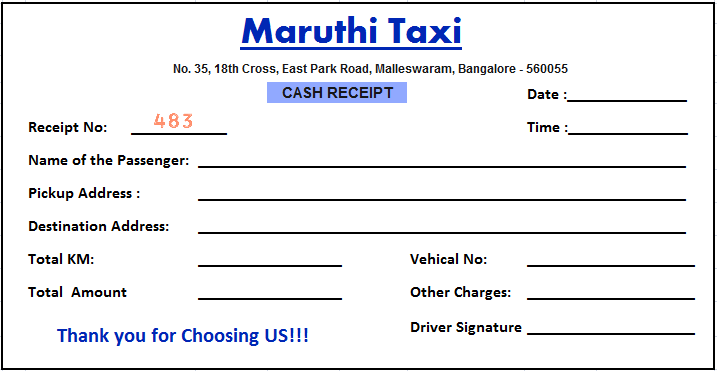 Maruthi Taxi
No. 35, 18th Cross, East Park Road, Malleswaram, Bangalore - 560055
CASH RECEIPT
Date :
Receipt No: 483
Time :
Name of the Passenger:
Pickup Address :
Destination Address:
Total KM: Vehical No:
Total Amount Other Charges:
Thank you for Choosing US!!! Driver Signature